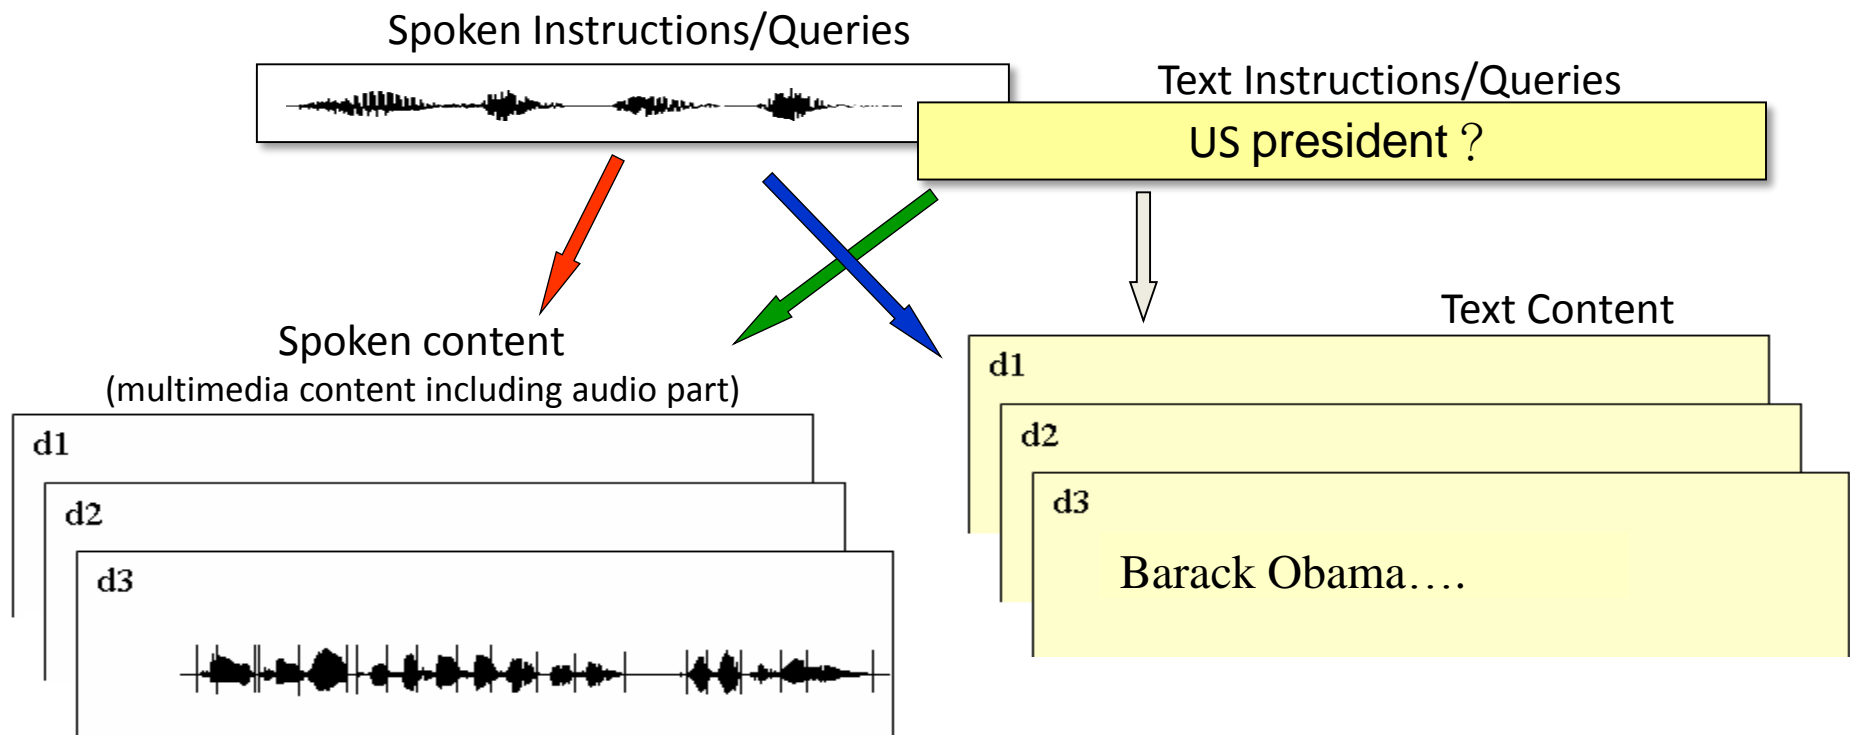 Spoken Instructions/Queries
Text Instructions/Queries
US president？
Text Content
Spoken content
(multimedia content including audio part)
d1
d2
d3
d1
d2
d3
Barack Obama….